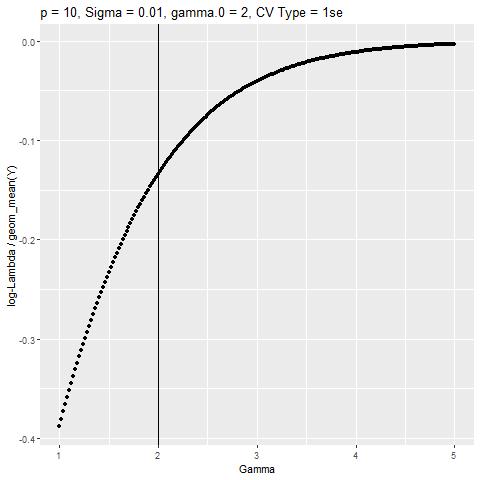 p = 10, Sigma = 0.01, gamma.0 = 2, CV Type = 1se
0.0
-0.1
-0.2
-0.3
-0.4
log-Lambda / geom_mean(Y)
1 2 3 4 5
Gamma